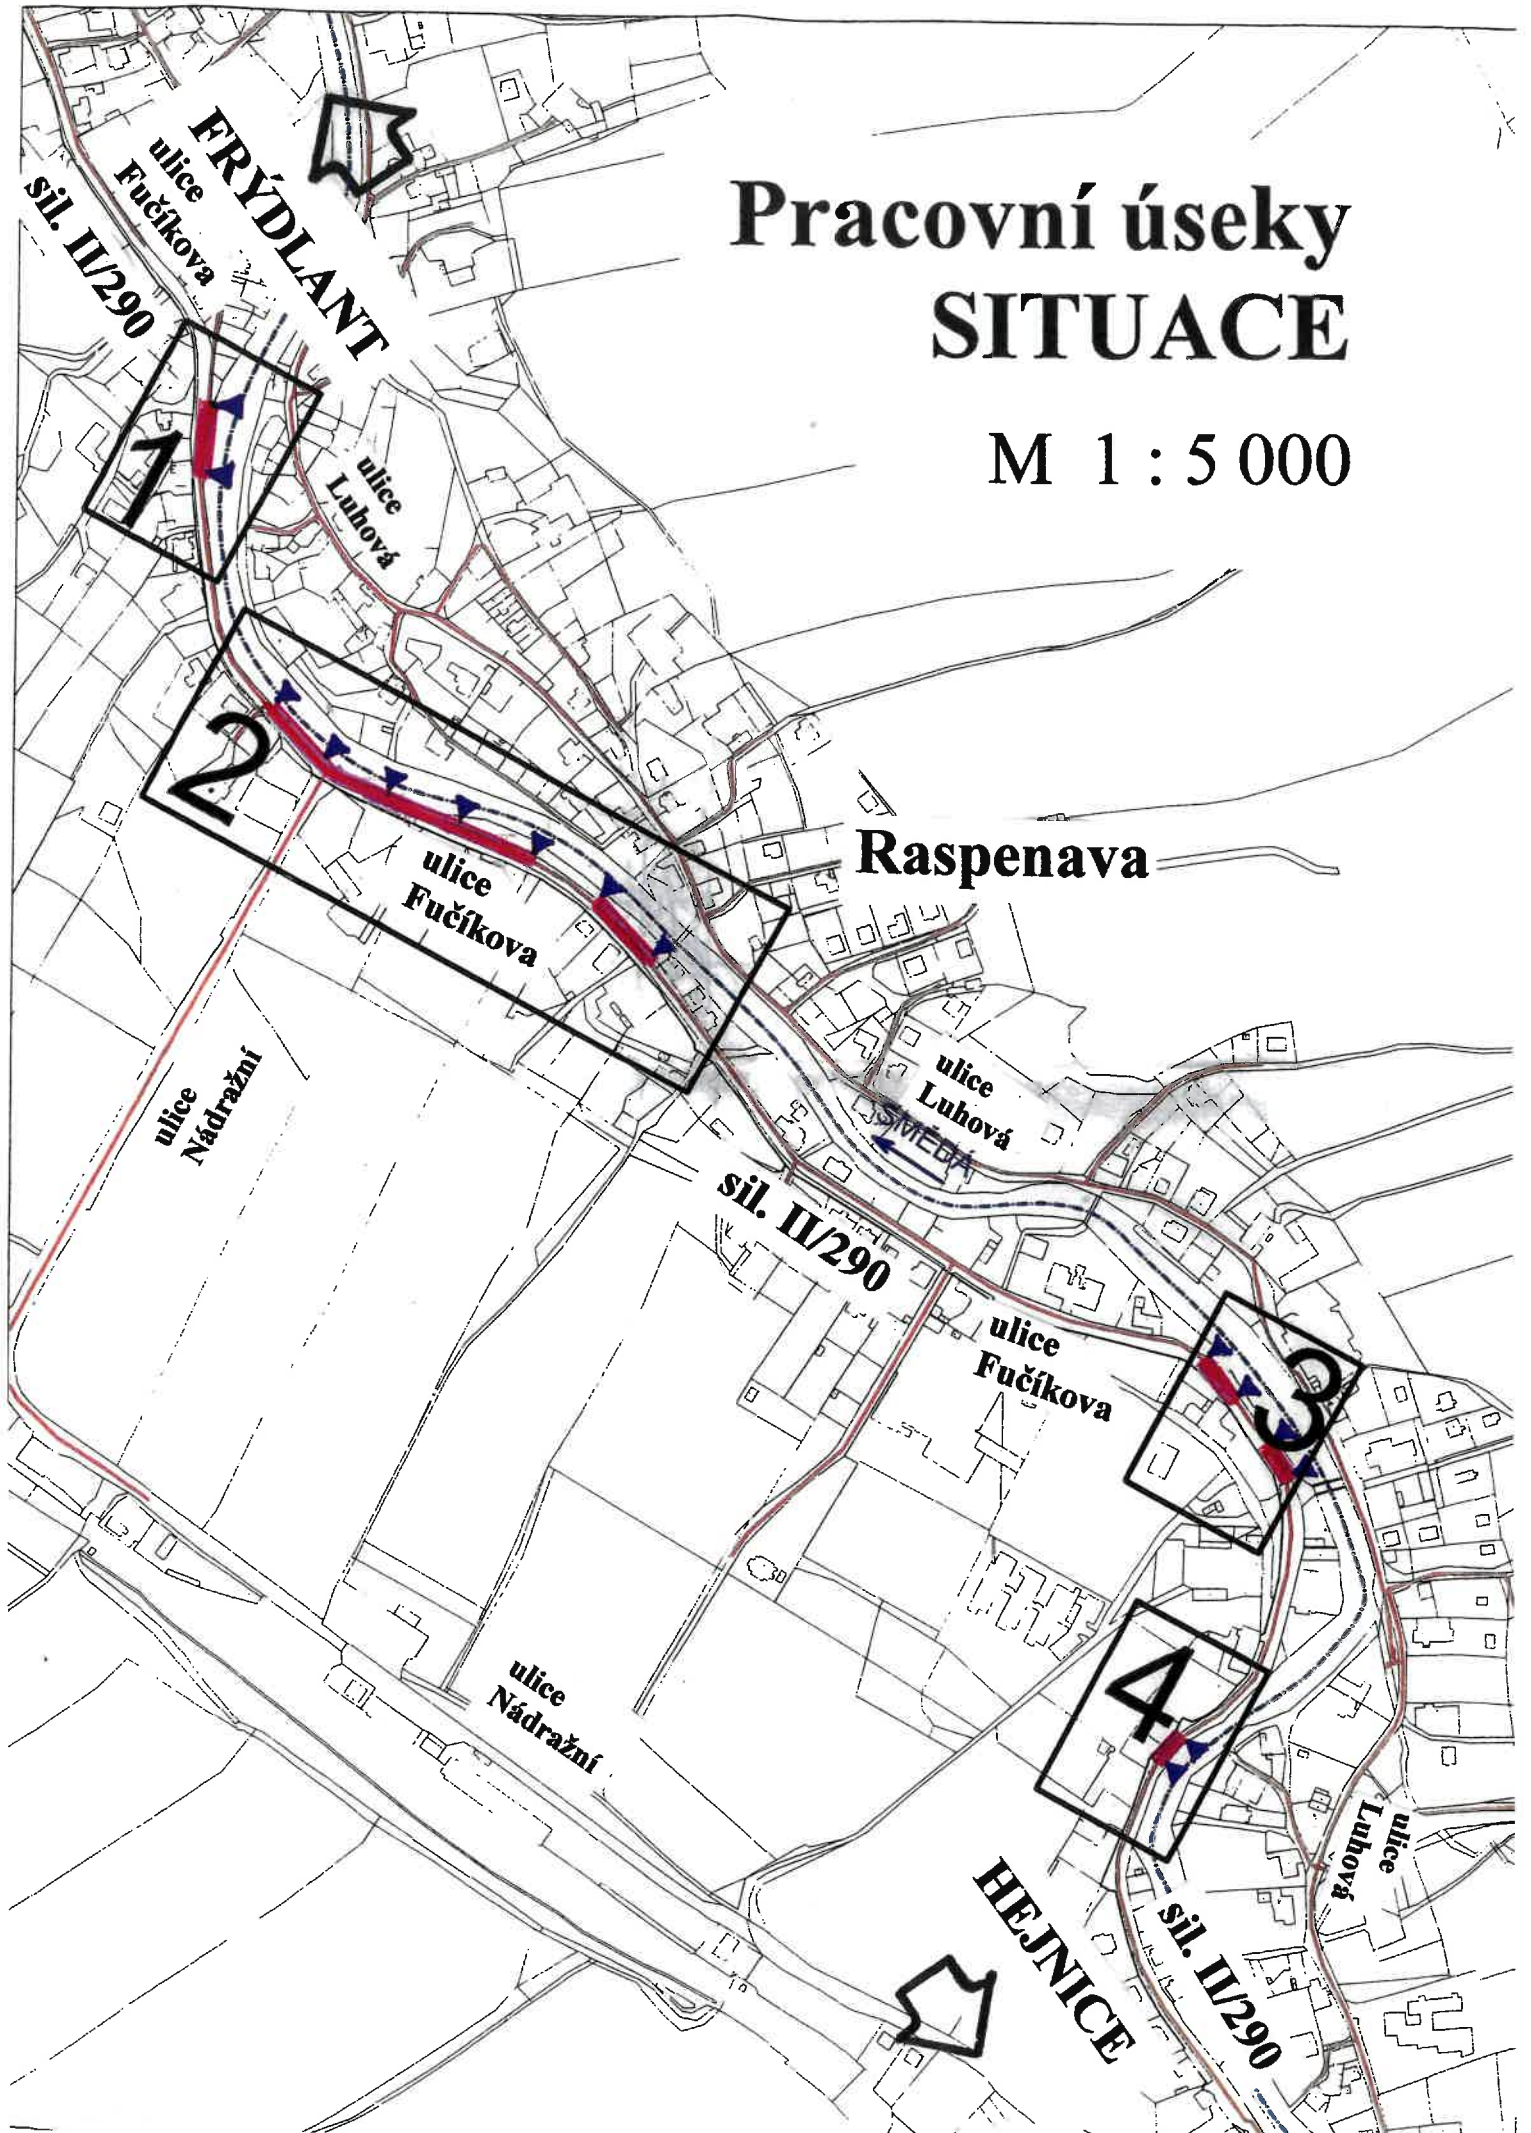 Pracovní úseky
SITUACE
M 1 : 5 000
FRÝDLANT
ulice
Fučíkova
sil. II/290
1
ulice
Luhová
2
ulice
Fučíkova
Raspenava
ulice
Nádražní
ulice
Luhová
SMĚDÁ
sil. II/290
ulice
Fučíkova
3
4
ulice
Nádražní
ulice
Luhová
HEJNICE
sil. II/290